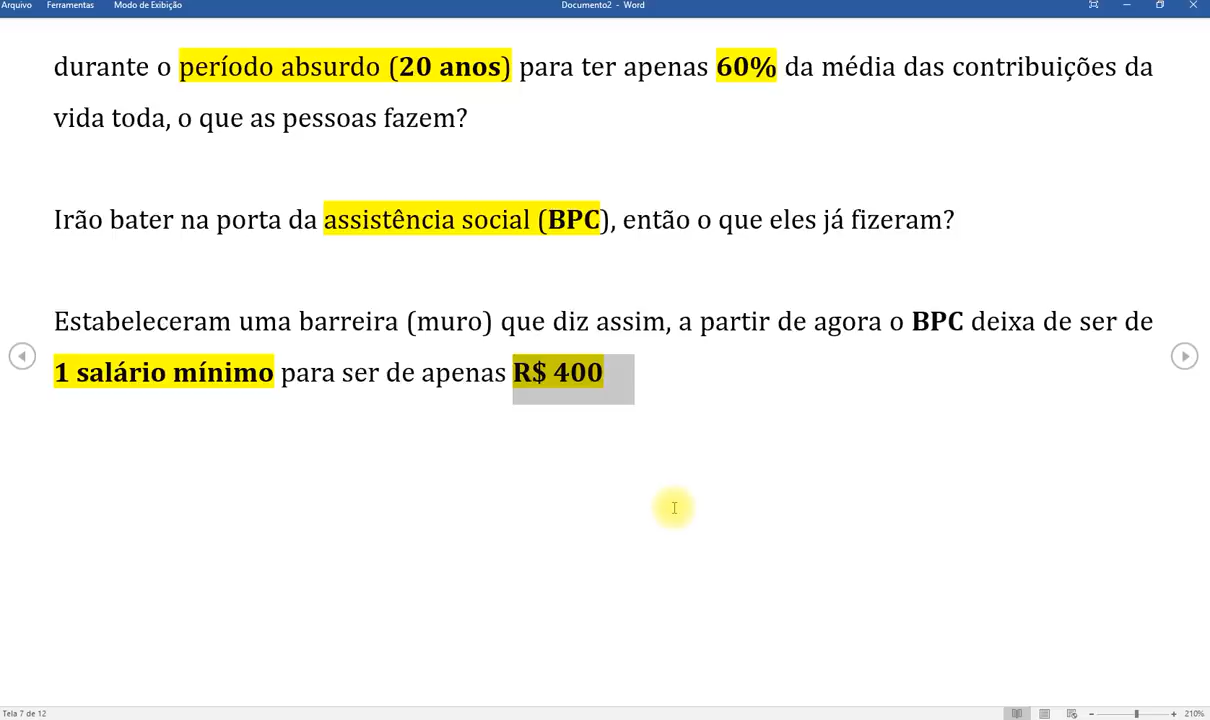 Arquivo Ferramentas Modo de Exibição Documento2 - Word
durante o período absurdo (20 anos) para ter apenas 60% da média das contribuições da
vida toda, o que as pessoas fazem?
Irão bater na porta da assistência social (BPC), então o que eles já fizeram?
Estabeleceram uma barreira (muro) que diz assim, a partir de agora o BPC deixa de ser de
1 salário mínimo para ser de apenas R$ 400
Tela 7 de 12 210%